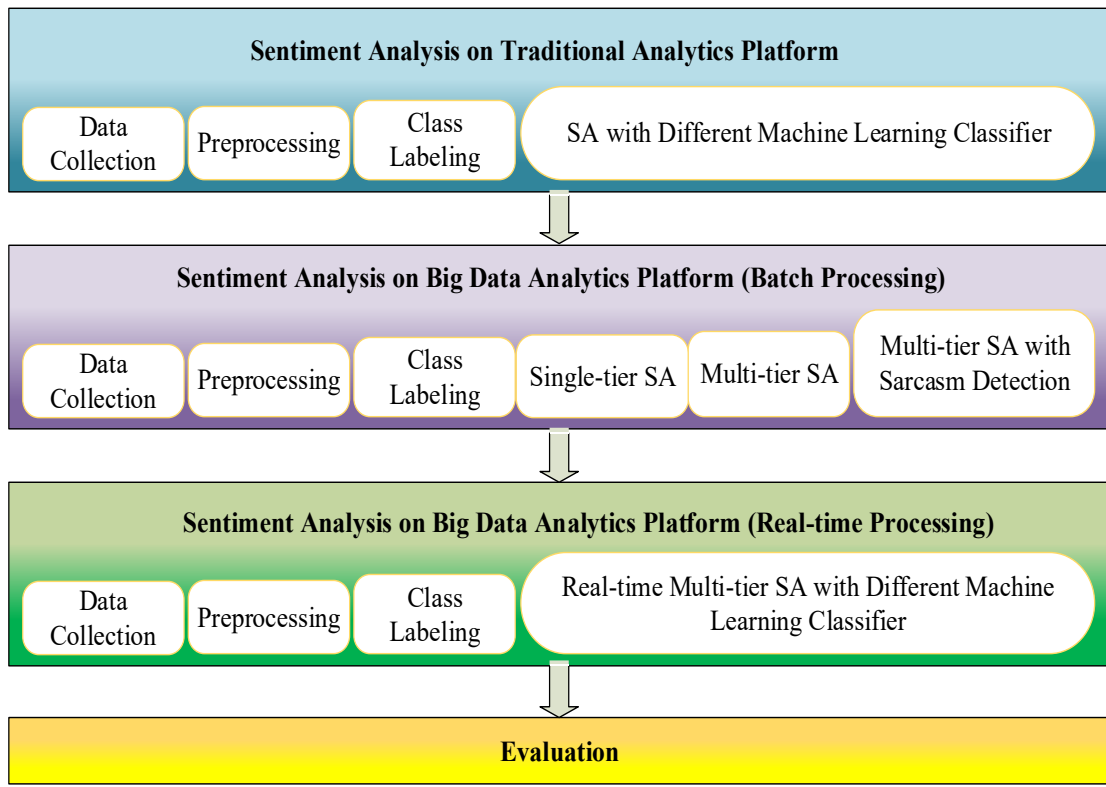 Sentiment Analysis on Traditional Analytics Platform
Data
Collection
Preprocessing
Class
Labeling
SA with Different Machine Learning Classifier
Sentiment Analysis on Big Data Analytics Platform (Batch Processing)
Data
Collection
Preprocessing
Class
Labeling
Single-tier SA
Multi-tier SA
Multi-tier SA with
Sarcasm Detection
Sentiment Analysis on Big Data Analytics Platform (Real-time Processing)
Data
Collection
Preprocessing
Class
Labeling
Real-time Multi-tier SA with Different Machine
Learning Classifier
Evaluation